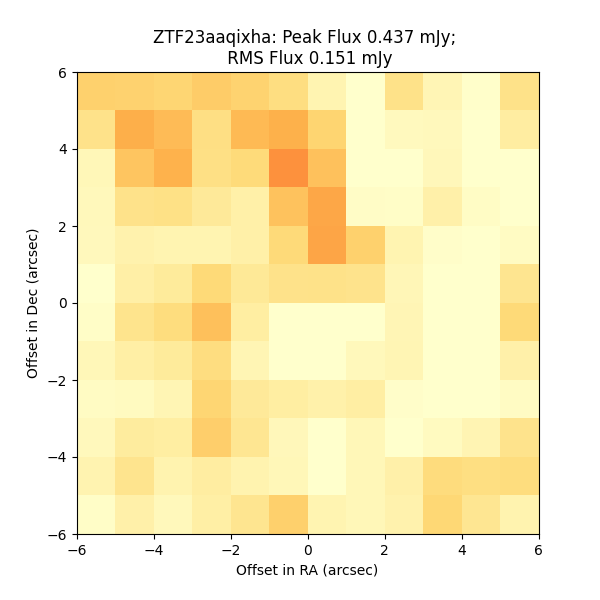 ZTF23aaqixha: Peak Flux 0.437 mJy;
RMS Flux 0.151 mJy
6
4
2
0
−2
−4
−6
Offset in Dec (arcsec)
−6 −4 −2 0 2 4 6
Offset in RA (arcsec)